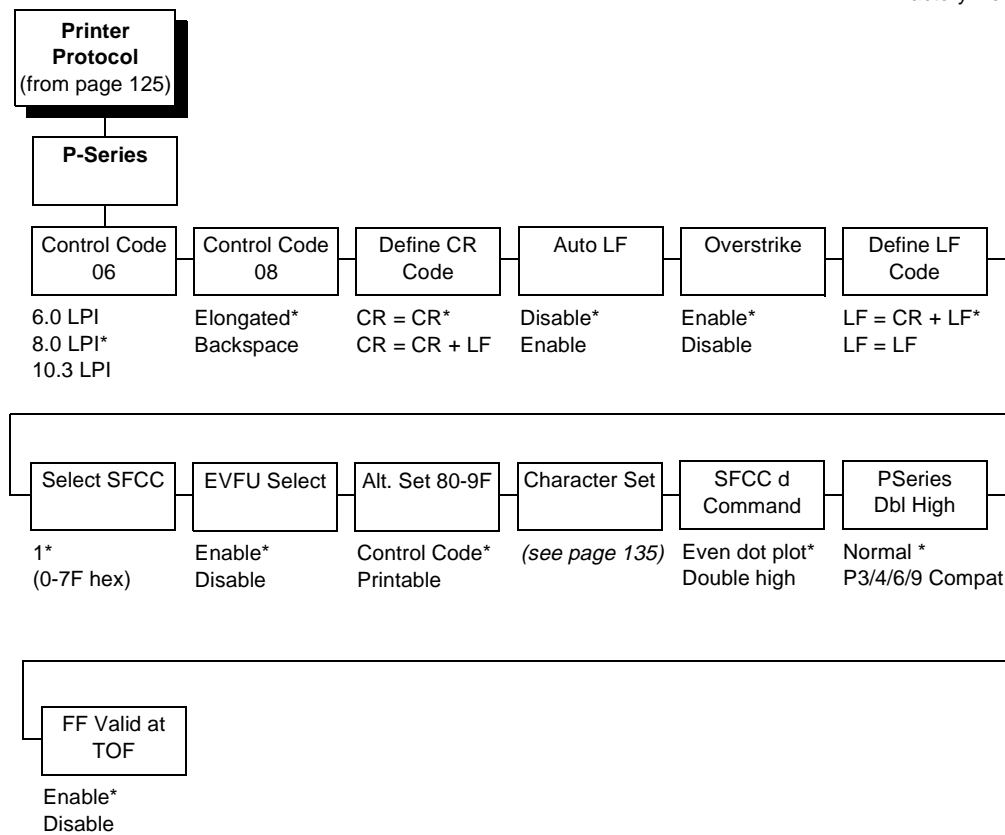 Printer
Protocol
(from page 125)
P-Series
Control Code
06
6.0 LPI
8.0 LPI*
10.3 LPI
Control Code
08
Elongated*
Backspace
Define CR
Code
CR = CR*
CR = CR + LF
Auto LF
Disable*
Enable
Overstrike
Enable*
Disable
Define LF
Code
LF = CR + LF*
LF = LF
Select SFCC
1*
(0-7F hex)
EVFU Select
Enable*
Disable
Alt. Set 80-9F
Control Code*
Printable
Character Set
(see page 135)
SFCC d
Command
Even dot plot*
Double high
PSeries
Dbl High
Normal *
P3/4/6/9 Compat
FF Valid at
TOF
Enable*
Disable